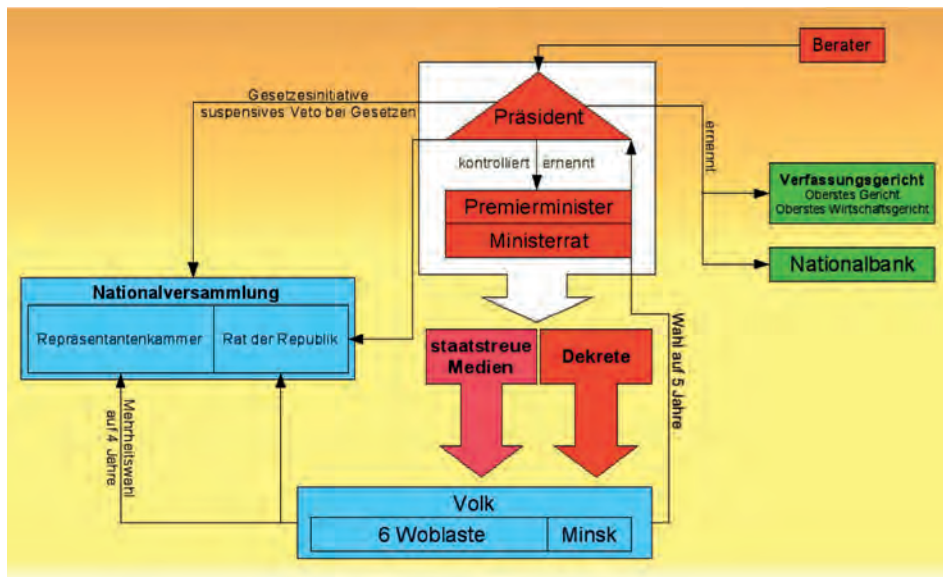 Berater
Gesetzesinitiative
suspensives Veto bei Gesetzen
Präsident
ernennt
kontrolliert ernennt
Verfassungsgericht
Oberstes Gericht
Oberstes Wirtschaftsgericht
Premierminister
Ministerrat
Nationalbank
Nationalversammlung
Repräsentantenkammer
Rat der Republik
staatstreue
Medien
Dekrete
Wahl auf 5 Jahre
Mehrheitswahl
auf 4 Jahre
Volk
6 Woblaste
Minsk